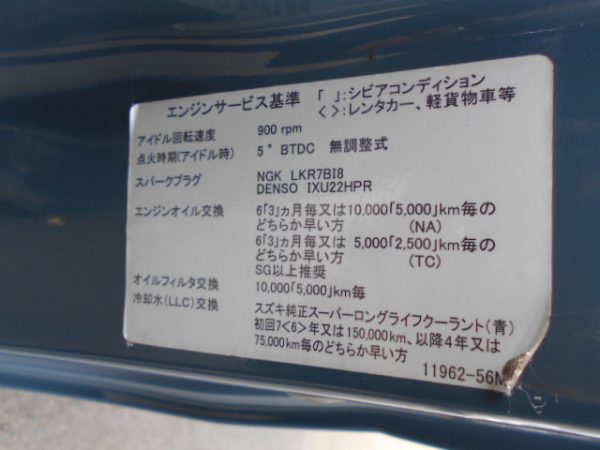 エンジンサービス基準 「 」:シビアコンディション
< >:レンタカー、軽貨物車等
アイドル回転速度 900 rpm
点火時期(アイドル時) 5° BTDC 無調整式
スパークプラグ NGK LKR7BI8
DENSO IXU22HPR
エンジンオイル交換 6「3」ヵ月毎又は10,000「5,000」km毎の
どちらか早い方 (NA)
6「3」ヵ月毎又は 5,000「2,500」km毎の
どちらか早い方 (TC)
SG以上推奨
オイルフィルタ交換 10,000「5,000」km毎
冷却水(LLC)交換 スズキ純正スーパーロングライフクーラント(青)
初回7<6>年又は150,000km、以降4年又は
75,000km毎のどちらか早い方
11962-56M